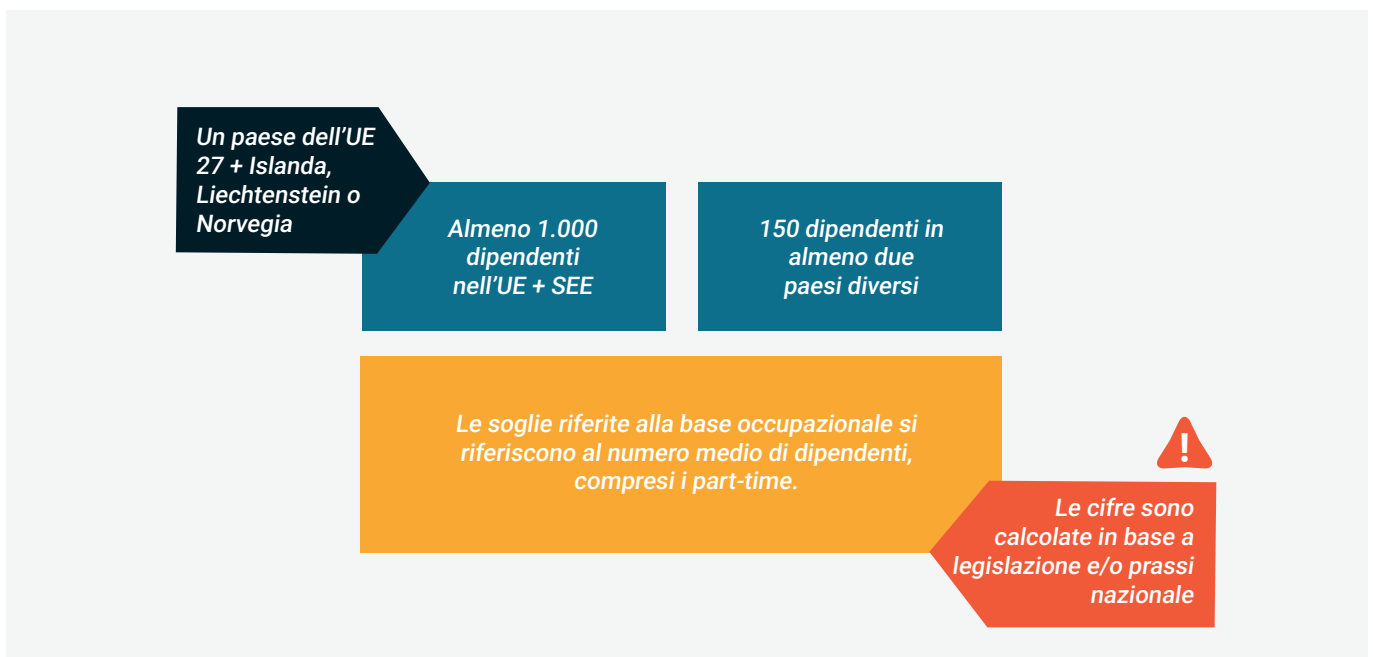 Un paese dell'UE
27 + Islanda,
Liechtenstein o
Norvegia
Almeno 1.000
dipendenti
nell'UE + SEE
150 dipendenti in
almeno due
paesi diversi
Le soglie riferite alla base occupazionale si
riferiscono al numero medio di dipendenti,
compresi i part-time.
!
Le cifre sono
calcolate in base a
legislazione e/o prassi
nazionale